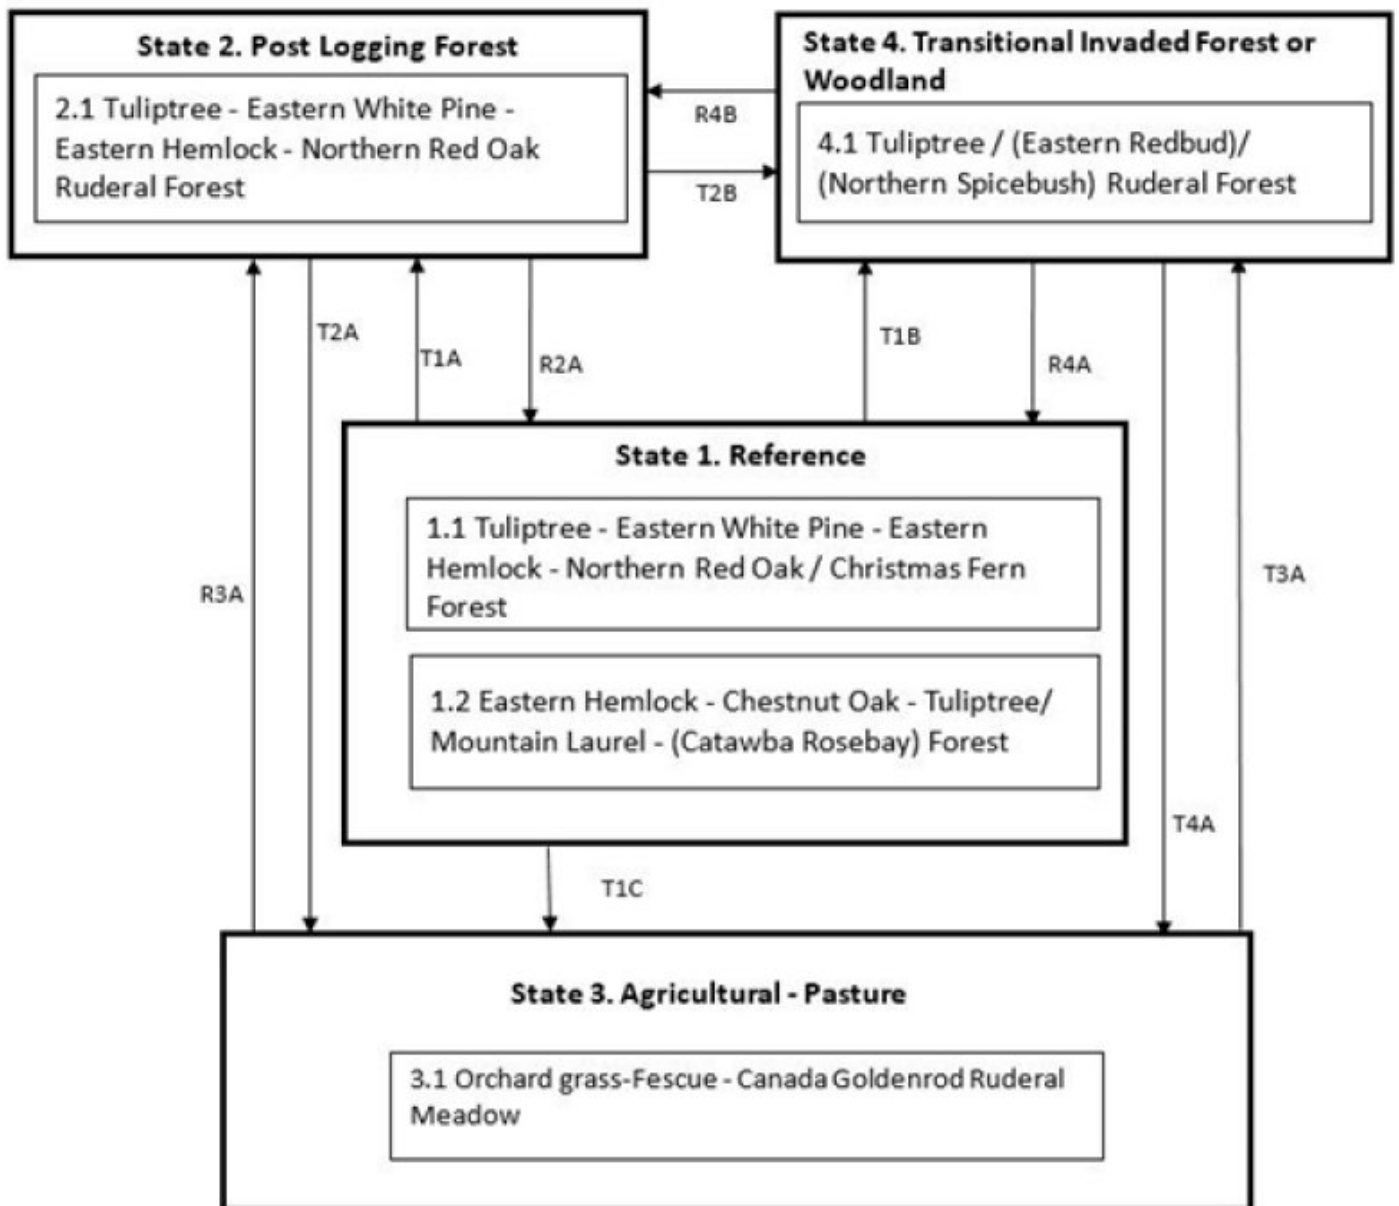 State 2. Post Logging Forest
2.1 Tuliptree - Eastern White Pine -
Eastern Hemlock - Northern Red Oak
Ruderal Forest
State 4. Transitional Invaded Forest or
Woodland
4.1 Tuliptree / (Eastern Redbud)/
(Northern Spicebush) Ruderal Forest
R4B
T2B
T2A
T1A
R2A
T1B
R4A
State 1. Reference
1.1 Tuliptree - Eastern White Pine - Eastern
Hemlock - Northern Red Oak / Christmas Fern
Forest
1.2 Eastern Hemlock - Chestnut Oak - Tuliptree/
Mountain Laurel - (Catawba Rosebay) Forest
R3A
T3A
T4A
T1C
State 3. Agricultural - Pasture
3.1 Orchard grass-Fescue - Canada Goldenrod Ruderal
Meadow